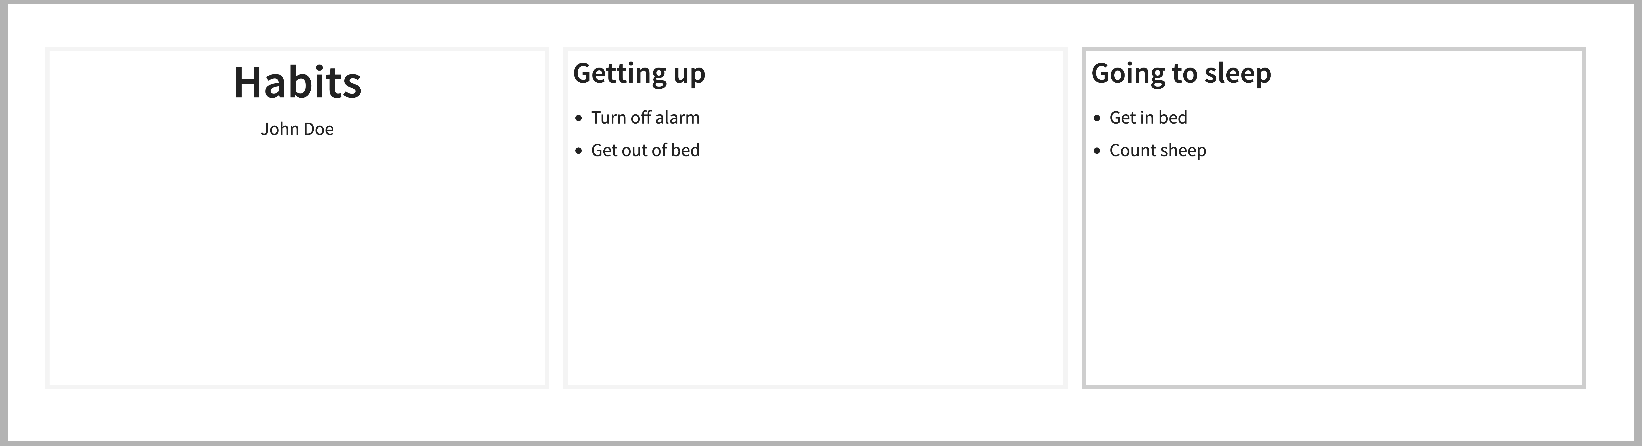 Habits
John Doe
Getting up
• Turn off alarm
• Get out of bed
Going to sleep
• Get in bed
• Count sheep